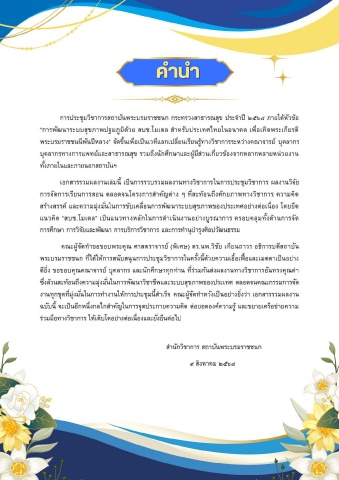 คำนำ
การประชุมวิชาการสถาบันพระบรมราชชนก กระทรวงสาธารณสุข ประจำปี ๒๕๖๘ ภายใต้หัวข้อ
"การพัฒนาระบบสุขภาพปฐมภูมิด้วย สบช.โมเดล สำหรับประเทศไทยในอนาคต เพื่อเทิดพระเกียรติ
พระบรมราชชนนีพันปีหลวง" จัดขึ้นเพื่อเป็นเวทีแลกเปลี่ยนเรียนรู้ทางวิชาการระหว่างคณาจารย์ บุคลากร
บุคลากรทางการแพทย์และสาธารณสุข รวมถึงนักศึกษาและผู้มีส่วนเกี่ยวข้องจากหลากหลายหน่วยงาน
ทั้งภายในและภายนอกสถาบันฯ
เอกสารรวมผลงานเล่มนี้ เป็นการรวบรวมผลงานทางวิชาการในการประชุมวิชาการ ผลงานวิจัย
การจัดการเรียนการสอน ตลอดจนโครงการสำคัญต่าง ๆ ที่สะท้อนถึงศักยภาพทางวิชาการ ความคิด
สร้างสรรค์ และความมุ่งมั่นในการขับเคลื่อนการพัฒนาระบบสุขภาพของประเทศอย่างต่อเนื่อง โดยยึด
แนวคิด "สบช.โมเดล" เป็นแนวทางหลักในการดำเนินงานอย่างบูรณาการ ครอบคลุมทั้งด้านการจัด
การศึกษา การวิจัยและพัฒนา การบริการวิชาการ และการทำนุบำรุงศิลปวัฒนธรรม
คณะผู้จัดทำขอขอบพระคุณ ศาสตราจารย์ (พิเศษ) ดร.นพ.วิชัย เทียนถาวร อธิการบดีสถาบัน
พระบรมราชชนก ที่ได้ให้การสนับสนุนการประชุมวิชาการในครั้งนี้ด้วยความเอื้อเฟื้อและเมตตาเป็นอย่าง
ดียิ่ง ขอขอบคุณคณาจารย์ บุคลากร และนักศึกษาทุกท่าน ที่ร่วมกันส่งผลงานทางวิชาการอันทรงคุณค่า
ซึ่งล้วนสะท้อนถึงความมุ่งมั่นในการพัฒนาวิชาชีพและระบบสุขภาพของประเทศ ตลอดจนคณะกรรมการจัด
งานทุกชุดที่มุ่งมั่นในการทำงานให้การประชุมนี้สำเร็จ คณะผู้จัดทำหวังเป็นอย่างยิ่งว่า เอกสารรวมผลงาน
ฉบับนี้ จะเป็นอีกหนึ่งกลไกสำคัญในการจุดประกายความคิด ต่อยอดองค์ความรู้ และขยายเครือข่ายความ
ร่วมมือทางวิชาการ ให้เติบโตอย่างต่อเนื่องและยั่งยืนต่อไป
สำนักวิชาการ สถาบันพระบรมราชชนก
๙ สิงหาคม ๒๕๖๘